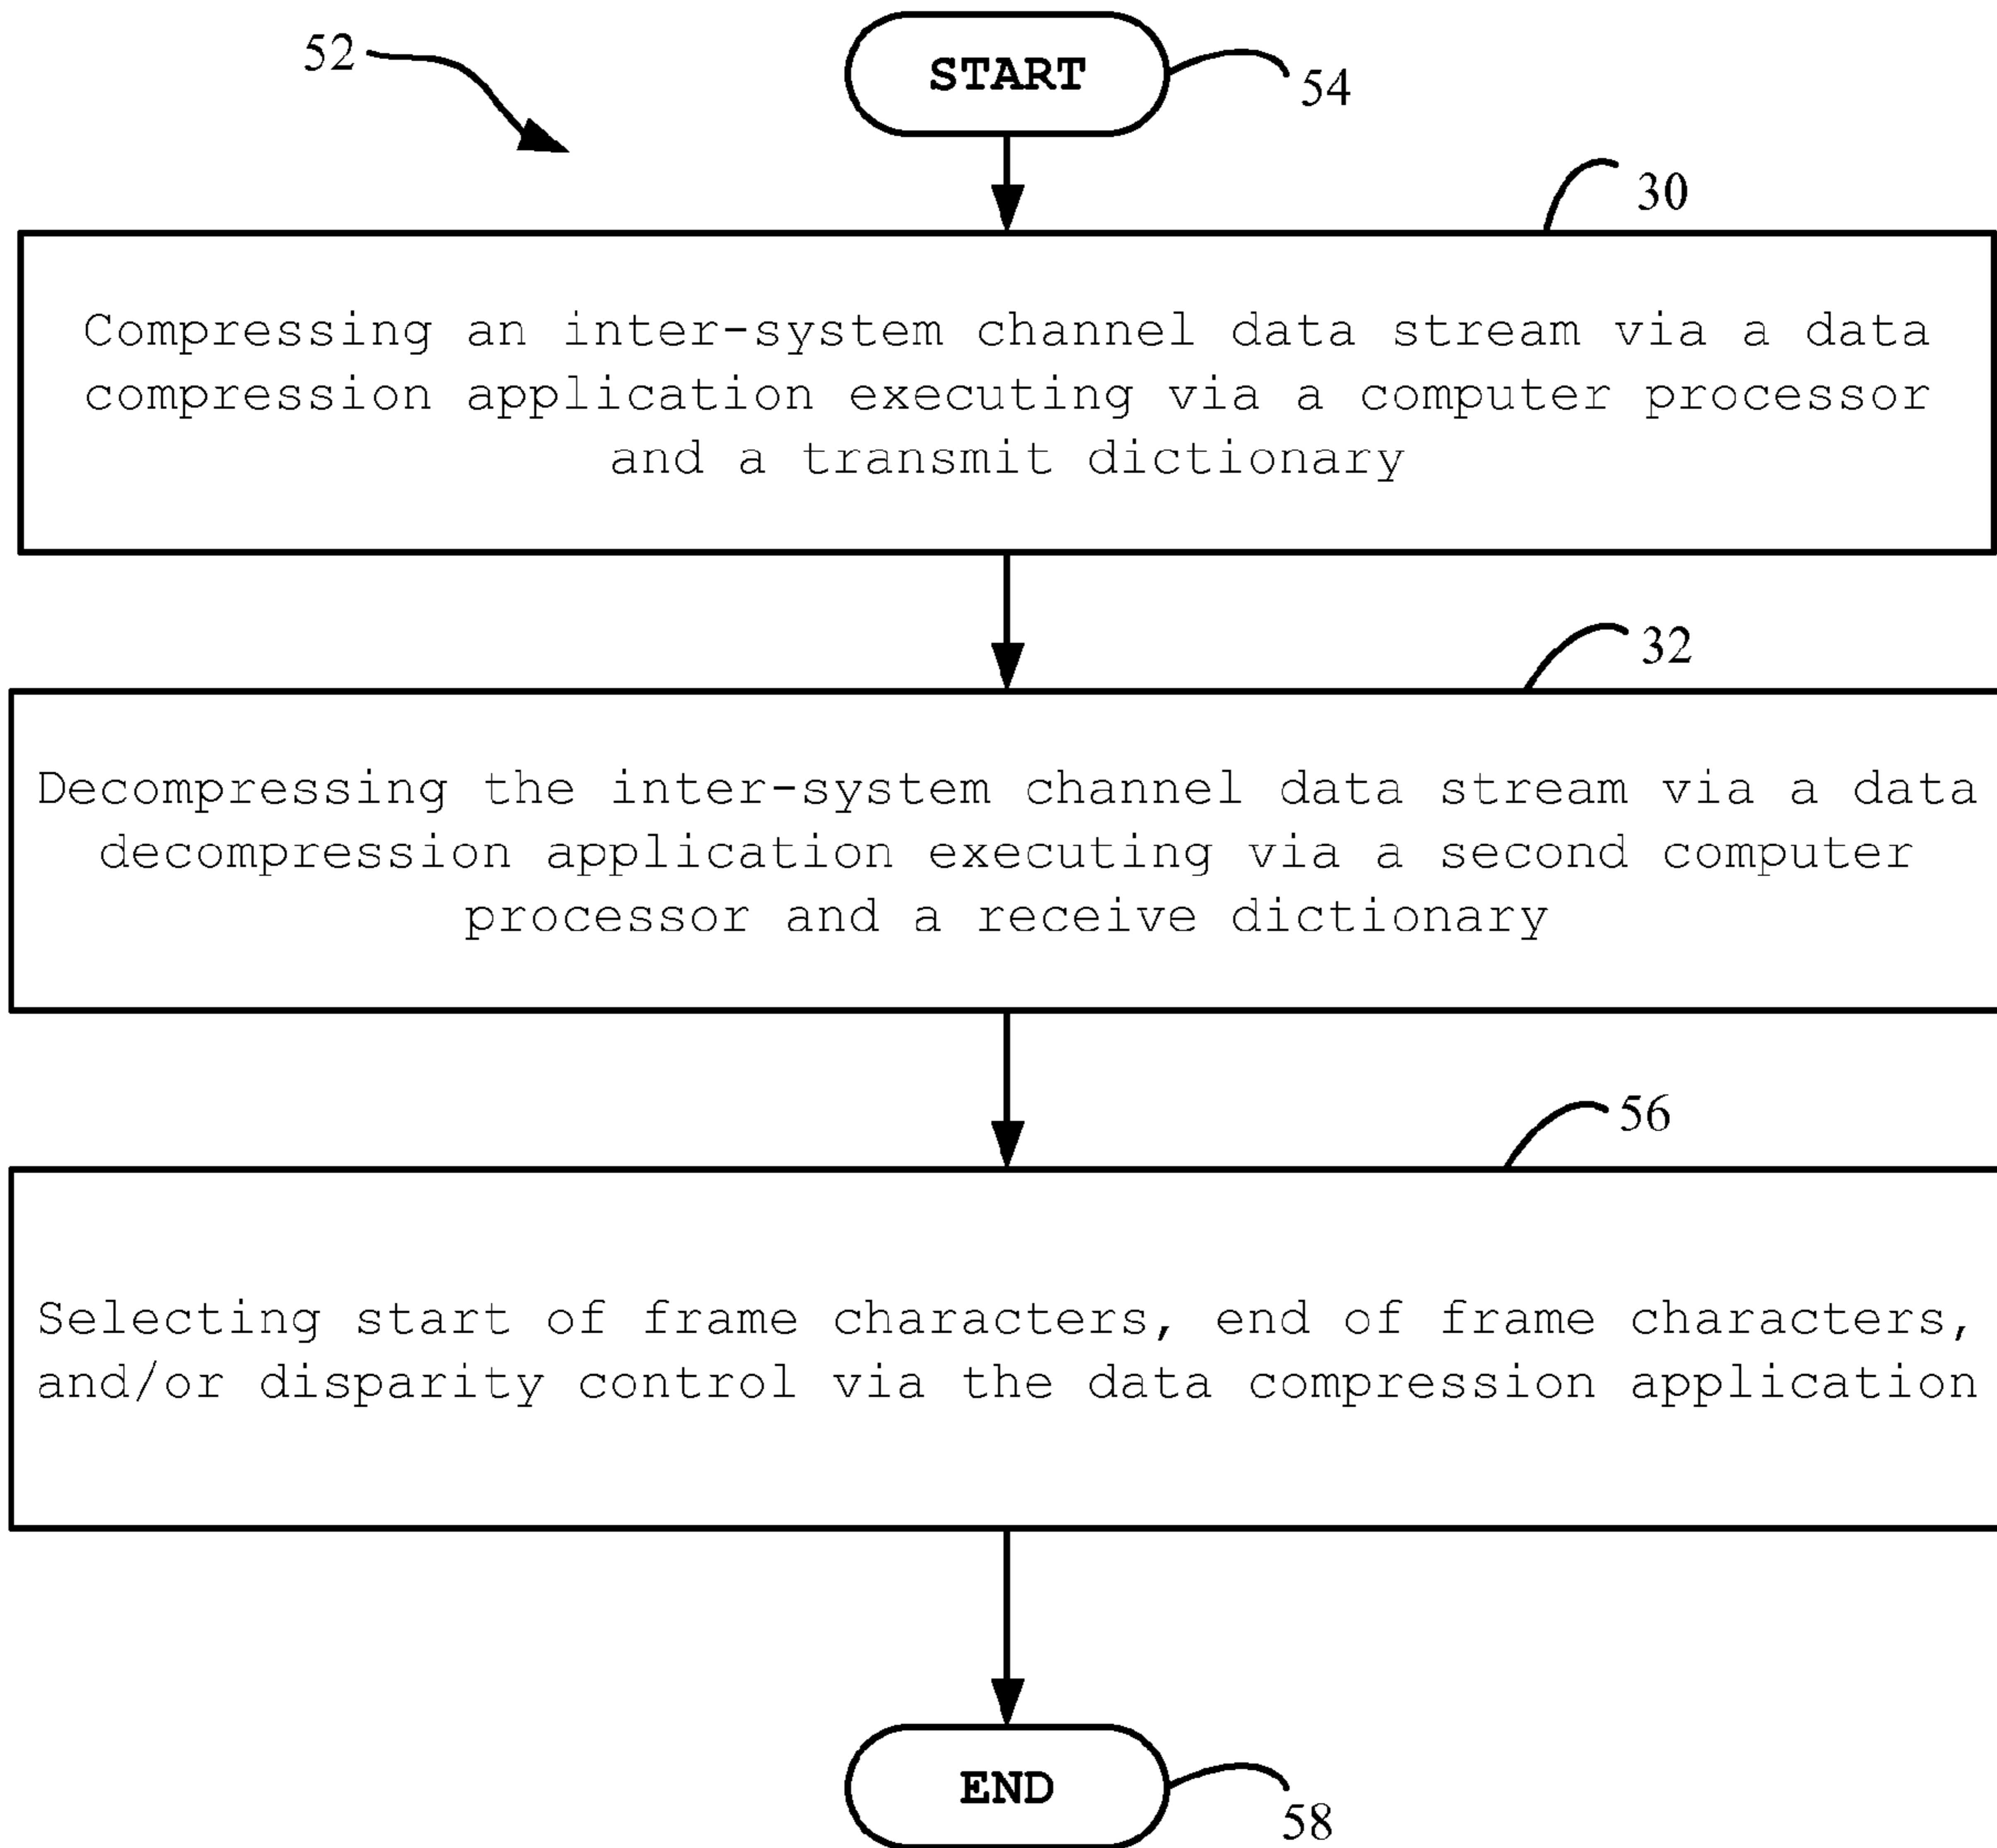 52
START
54
30
Compressing an inter-system channel data stream via a data
compression application executing via a computer processor
and a transmit dictionary
32
Decompressing the inter-system channel data stream via a data
decompression application executing via a second computer
processor and a receive dictionary
56
Selecting start of frame characters, end of frame characters,
and/or disparity control via the data compression application
END
58